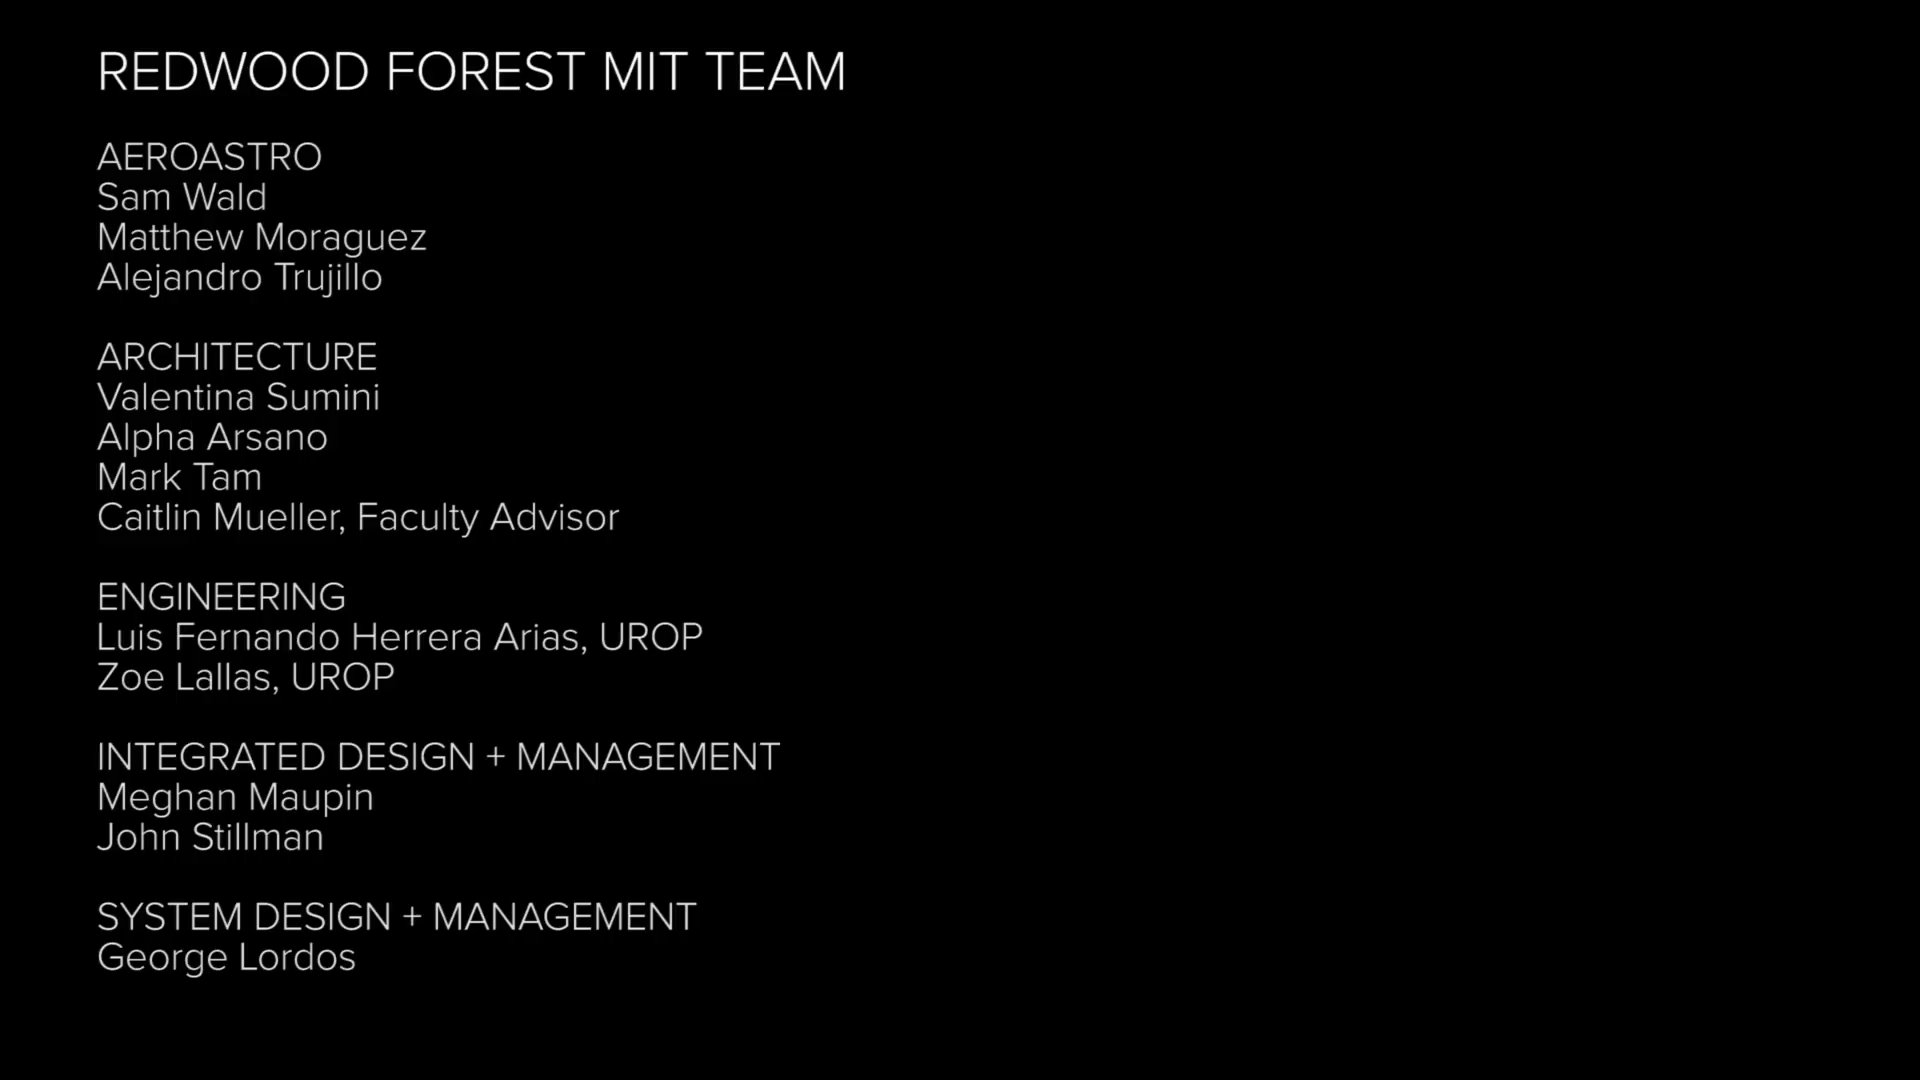 REDWOOD FOREST MIT TEAM
AEROASTRO
Sam Wald
Matthew Moraguez
Alejandro Trujillo
ARCHITECTURE
Valentina Sumini
Alpha Arsano
Mark Tam
Caitlin Mueller, Faculty Advisor
ENGINEERING
Luis Fernando Herrera Arias, UROP
Zoe Lallas, UROP
INTEGRATED DESIGN + MANAGEMENT
Meghan Maupin
John Stillman
SYSTEM DESIGN + MANAGEMENT
George Lordos